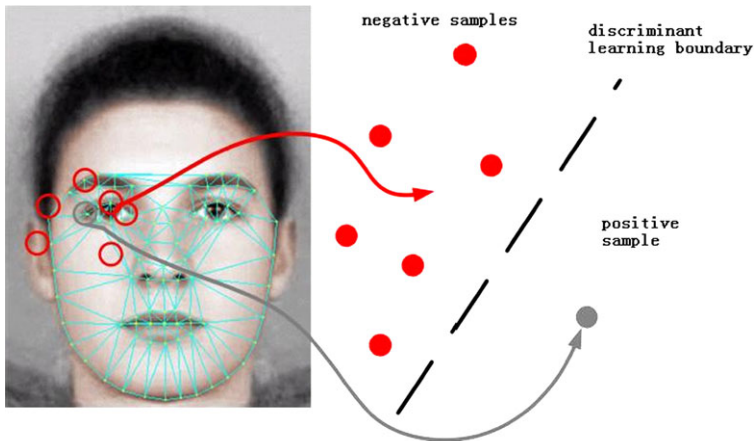 negative samples
discriminant
learning boundary
positive
sample